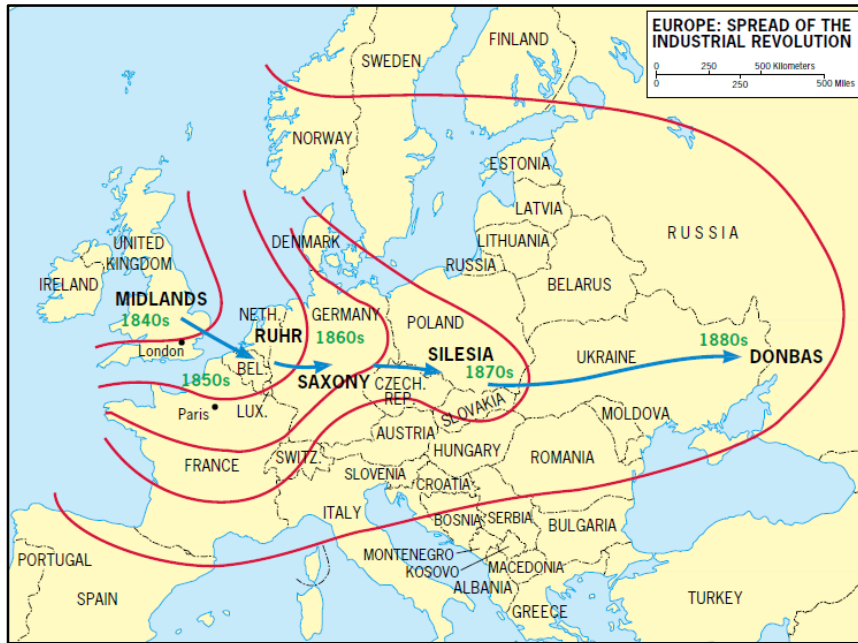 EUROPE: SPREAD OF THE
INDUSTRIAL REVOLUTION
0 250 500 Kilometers
0 250 500 Miles
FINLAND
SWEDEN
NORWAY
ESTONIA
LATVIA
LITHUANIA
RUSSIA
RUSSIA
BELARUS
DENMARK
UNITED
KINGDOM
IRELAND
MIDLANDS
1840s
London
NETH.
RUHR
GERMANY
1860s
POLAND
BEL.
1850s
SAXONY
SILESIA
1870s
UKRAINE
1880s
DONBAS
Paris
LUX.
CZECH.
REP.
SLOVAKIA
MOLDOVA
AUSTRIA
HUNGARY
ROMANIA
FRANCE
SWITZ.
SLOVENIA
CROATIA
ITALY
BOSNIA
SERBIA
BULGARIA
MONTENEGRO
KOSOVO
MACEDONIA
ALBANIA
PORTUGAL
SPAIN
GREECE
TURKEY